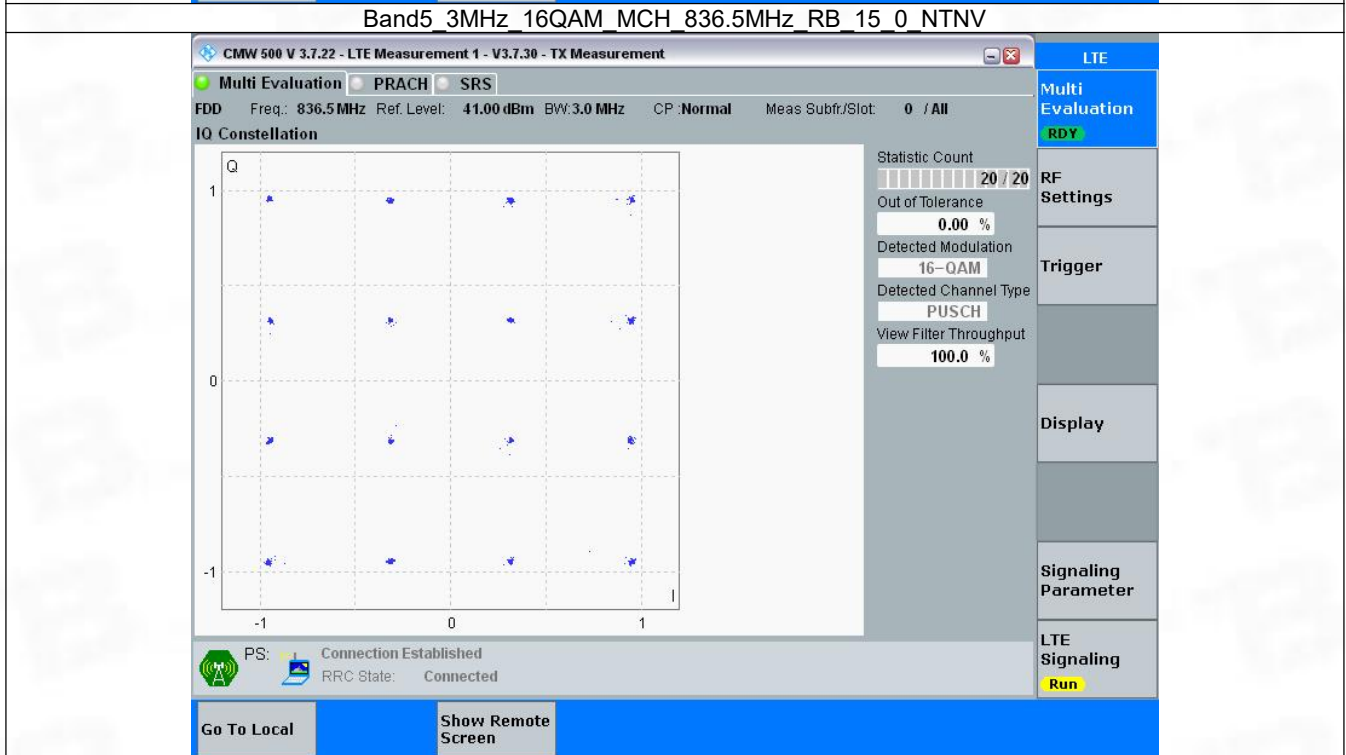 Band5_3MHz_16QAM_MCH_836.5MHz_RB_15_0_NTNV
CMW 500 V 3.7.22 - LTE Measurement 1 - V3.7.30 - TX Measurement
LTE
Multi Evaluation PRACH SRS
Multi
Evaluation
RDY
FDD Freq.: 836.5 MHz Ref. Level: 41.00 dBm BW: 3.0 MHz CP :Normal Meas Subfr./Slot: 0 / All
IQ Constellation
Q
1
0
-1
-1 0 1
I
Statistic Count
20 / 20
Out of Tolerance
0.00 %
Detected Modulation
16-QAM
Detected Channel Type
PUSCH
View Filter Throughput
100.0 %
RF
Settings
Trigger
Display
Signaling
Parameter
LTE
Signaling
Run
PS: Connection Established
RRC State: Connected
Go To Local
Show Remote
Screen